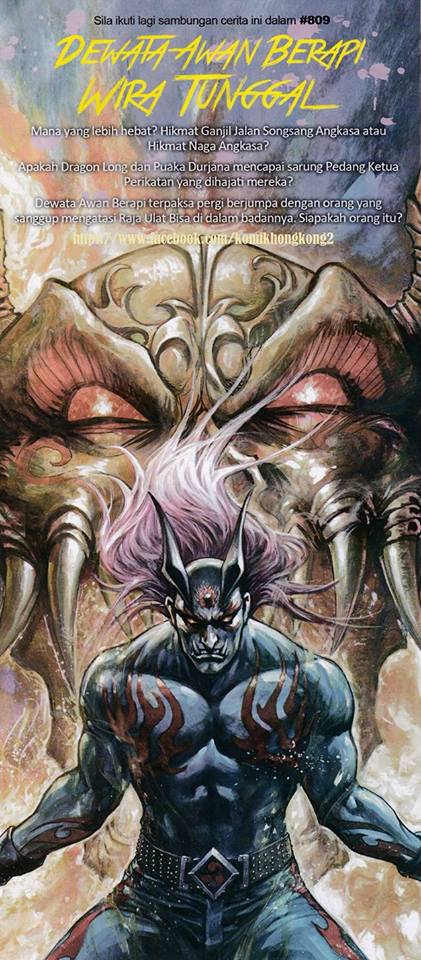 Sila ikuti lagi sambungan cerita ini dalam #809
DEWATA AWAN BERAPI
WIRA TUNGGAL
Mana yang lebih hebat? Hikmat Ganjil Jalan Songsang Angkasa atau
Hikmat Naga Angkasa?
Apakah Dragon Long dan Puaka Durjana mencapai sarung Pedang Ketua
Perikatan yang dihajati mereka?
Dewata Awan Berapi terpaksa pergi berjumpa dengan orang yang
sanggup mengatasi Raja Ulat Bisa di dalam badannya. Siapakah orang itu?
https://www.facebook.com/komikhongkong2